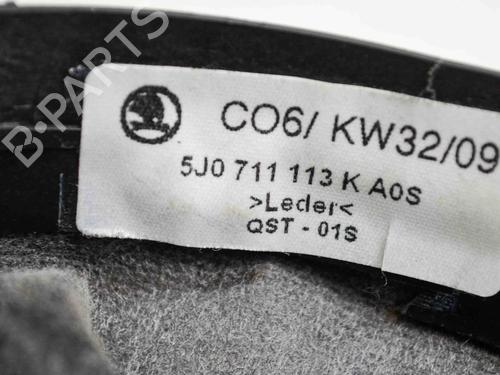 B-PARTS
CO6/ KW32/09
5J0 711 113 K A0S
>Leder<
QST - 01S